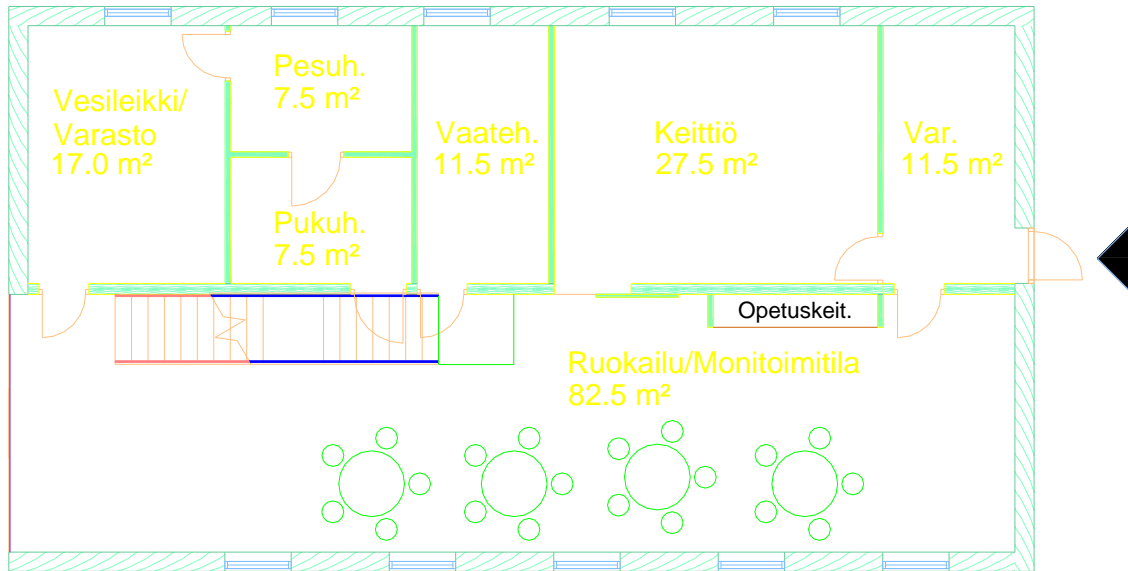 Vesileikki/
Varasto
17.0 m²
Pesuh.
7.5 m²
Pukuh.
7.5 m²
Vaateh.
11.5 m²
Keittiö
27.5 m²
Var.
11.5 m²
Opetuskeit.
Ruokailu/Monitoimitila
82.5 m²